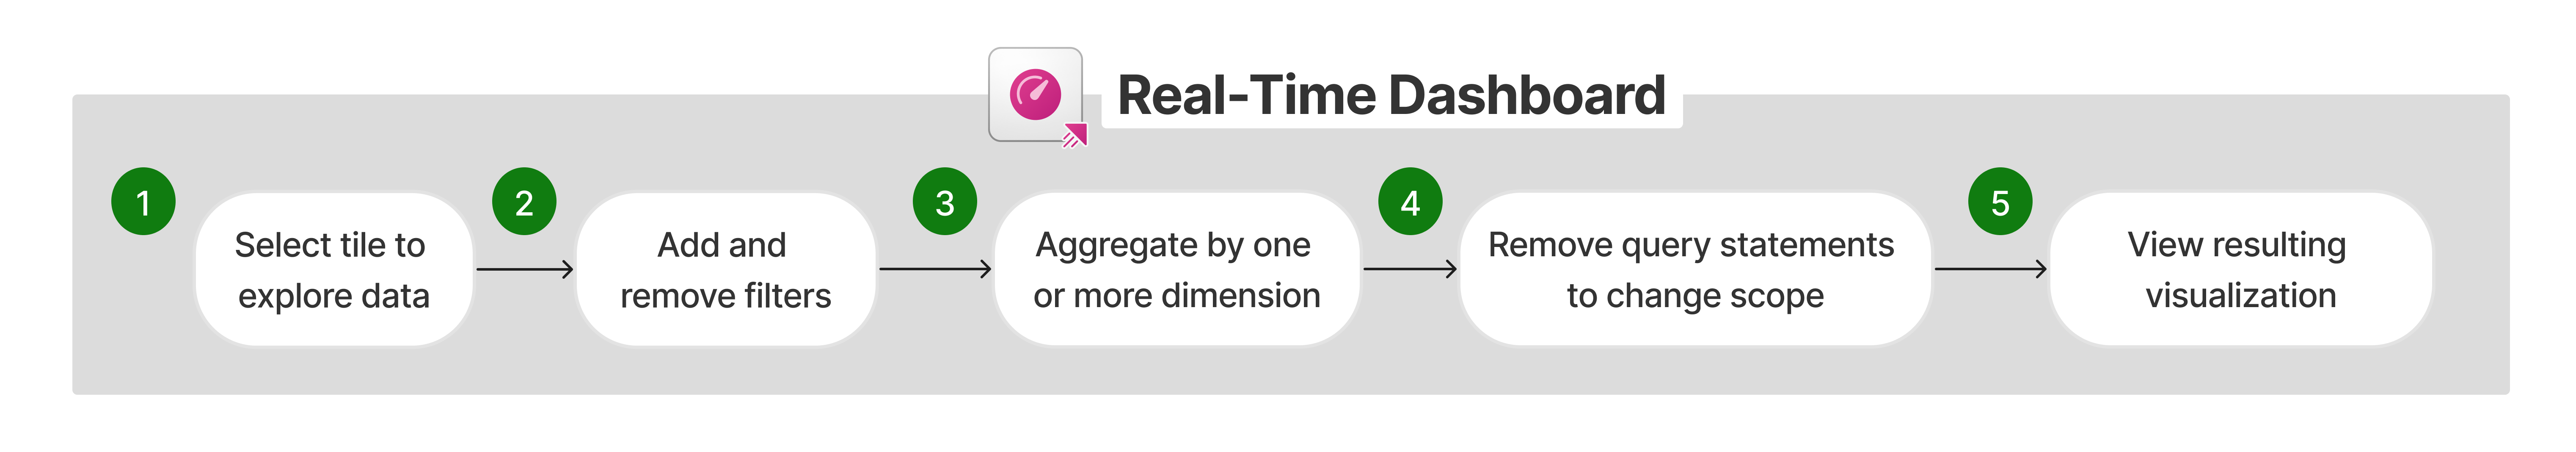 Real-Time Dashboard
1
Select tile to
explore data
2
Add and
remove filters
3
Aggregate by one
or more dimension
4
Remove query statements
to change scope
5
View resulting
visualization